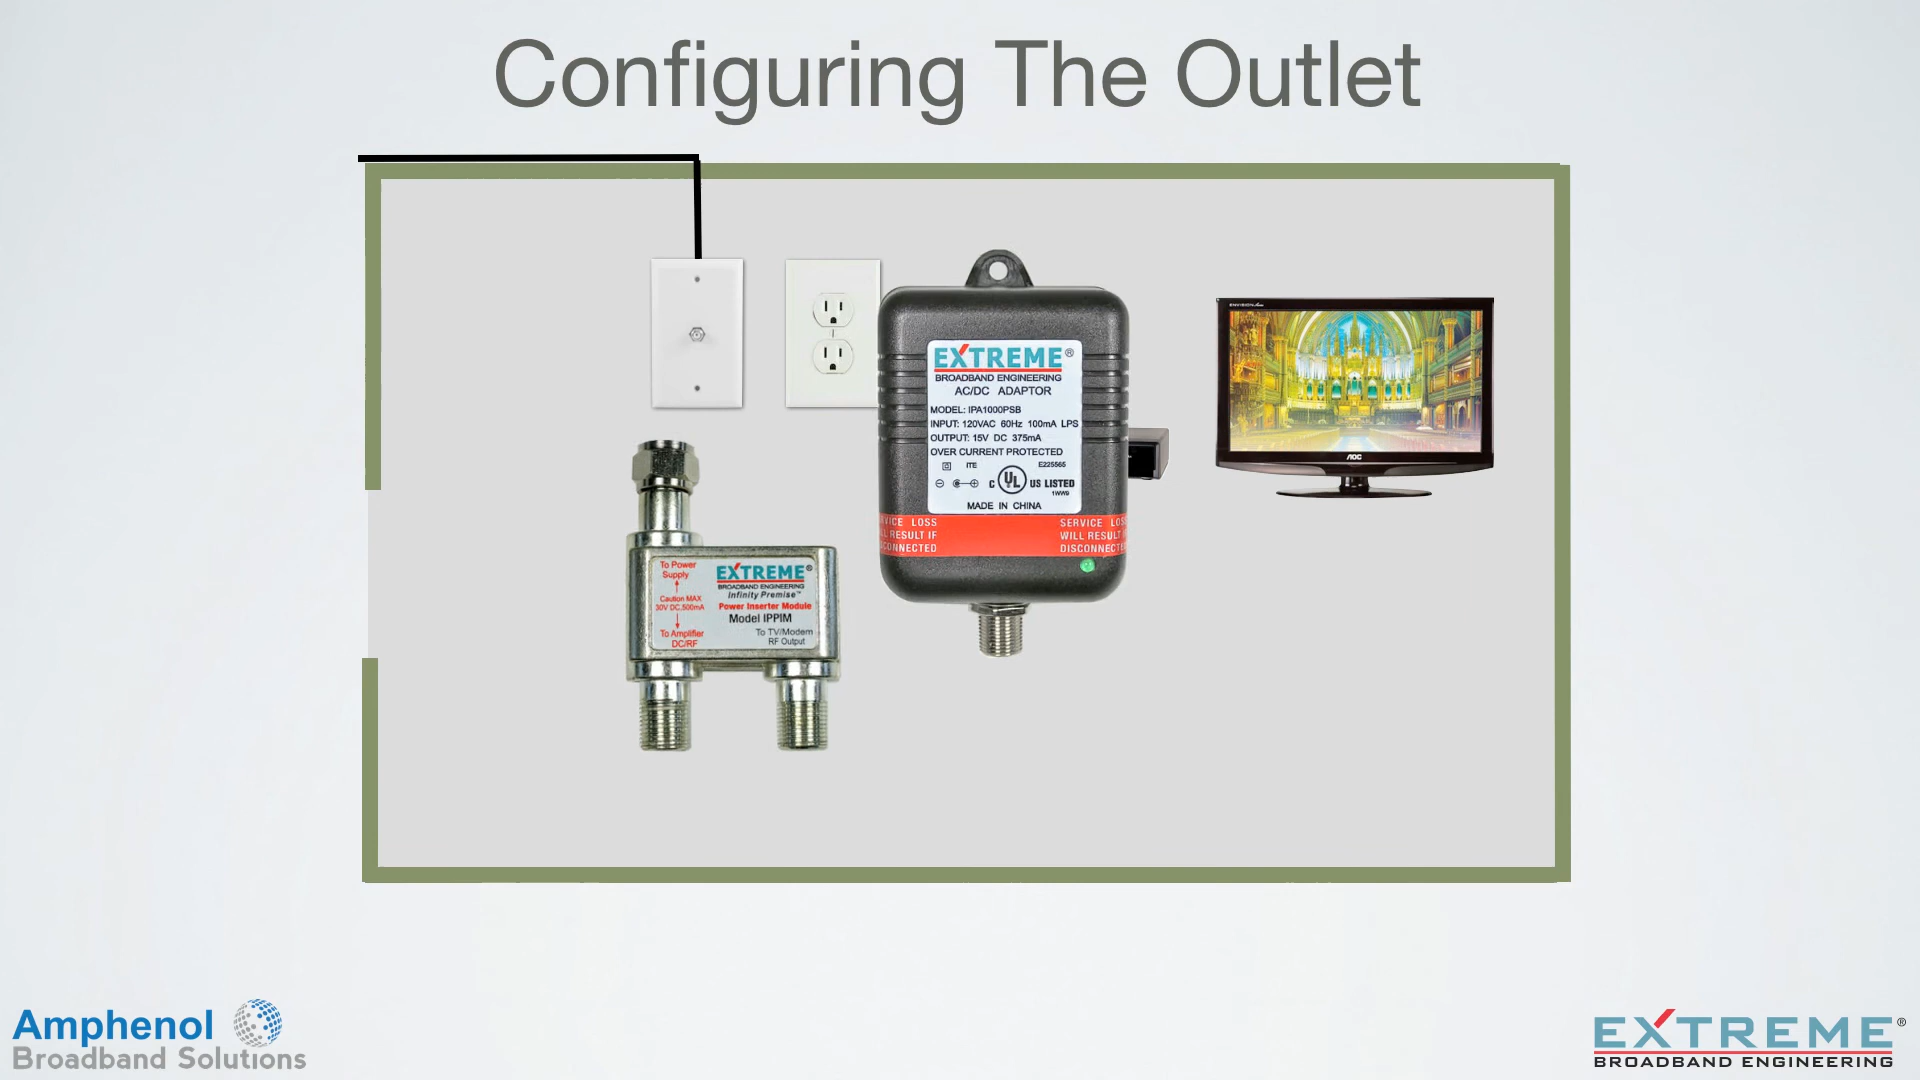 Configuring The Outlet
EXTREME®
BROADBAND ENGINEERING
AC/DC ADAPTOR
MODEL: IPA1000PSB
INPUT: 120VAC 60Hz 100mA LPS
OUTPUT: 15V DC 375mA
OVER CURRENT PROTECTED
ITE
E225565
C UL US LISTED
1WW9
MADE IN CHINA
SERVICE LOSS
WILL RESULT IF
DISCONNECTED
AOC
To Power
Supply
Caution MAX
30V DC,500mA
To Amplifier
DC/RF
EXTREME®
BROADBAND ENGINEERING
Infinity Premise™
Power Inserter Module
Model IPPIM
To TV/Modem
RF Output
Amphenol
Broadband Solutions
EXTREME®
BROADBAND ENGINEERING